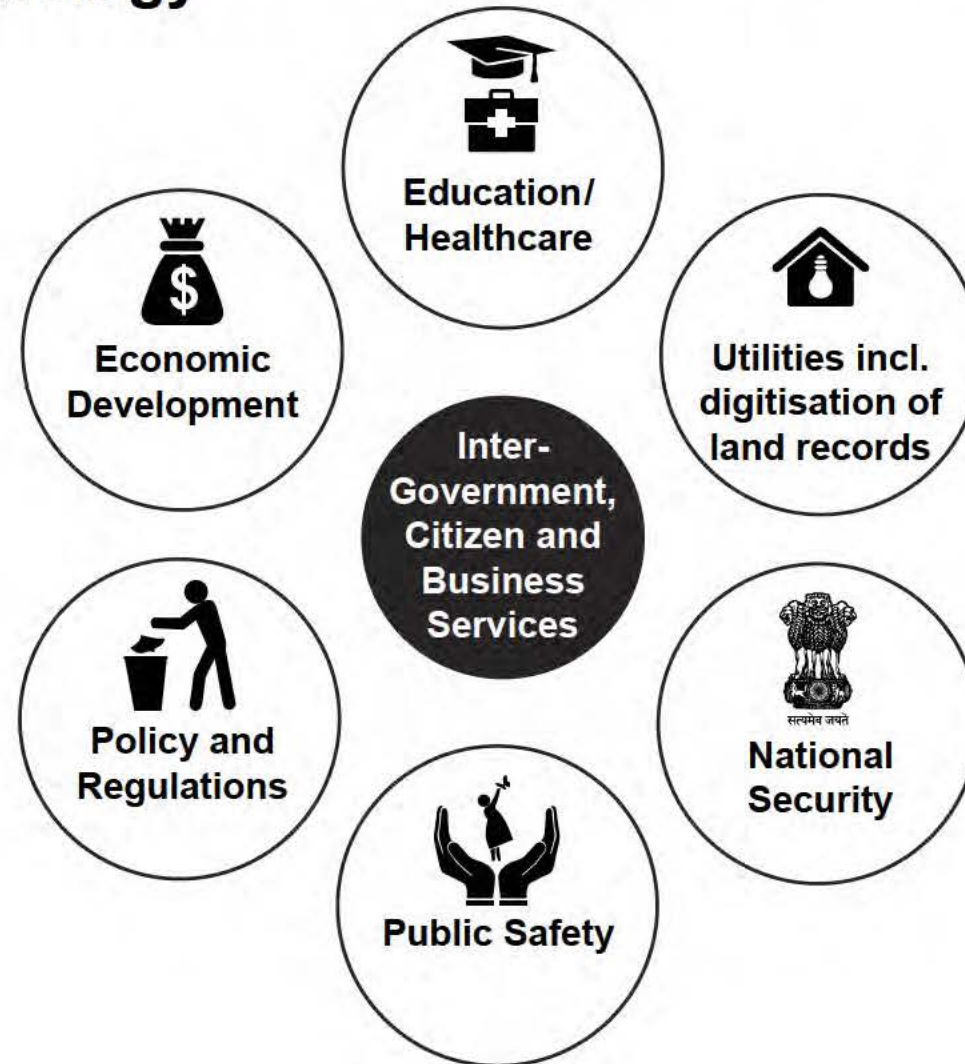 Education/
Healthcare
Economic
Development
$
Utilities incl.
digitisation of
land records
Inter-
Government,
Citizen and
Business
Services
Policy and
Regulations
सत्यमेव जयते
National
Security
Public Safety